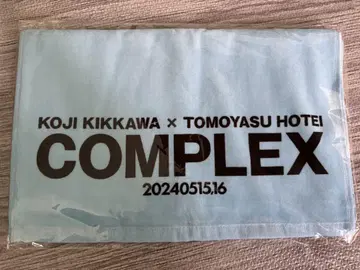 KOJI KIKKAWA × TOMOYASU HOTEI
COMPLEX
20240515.16